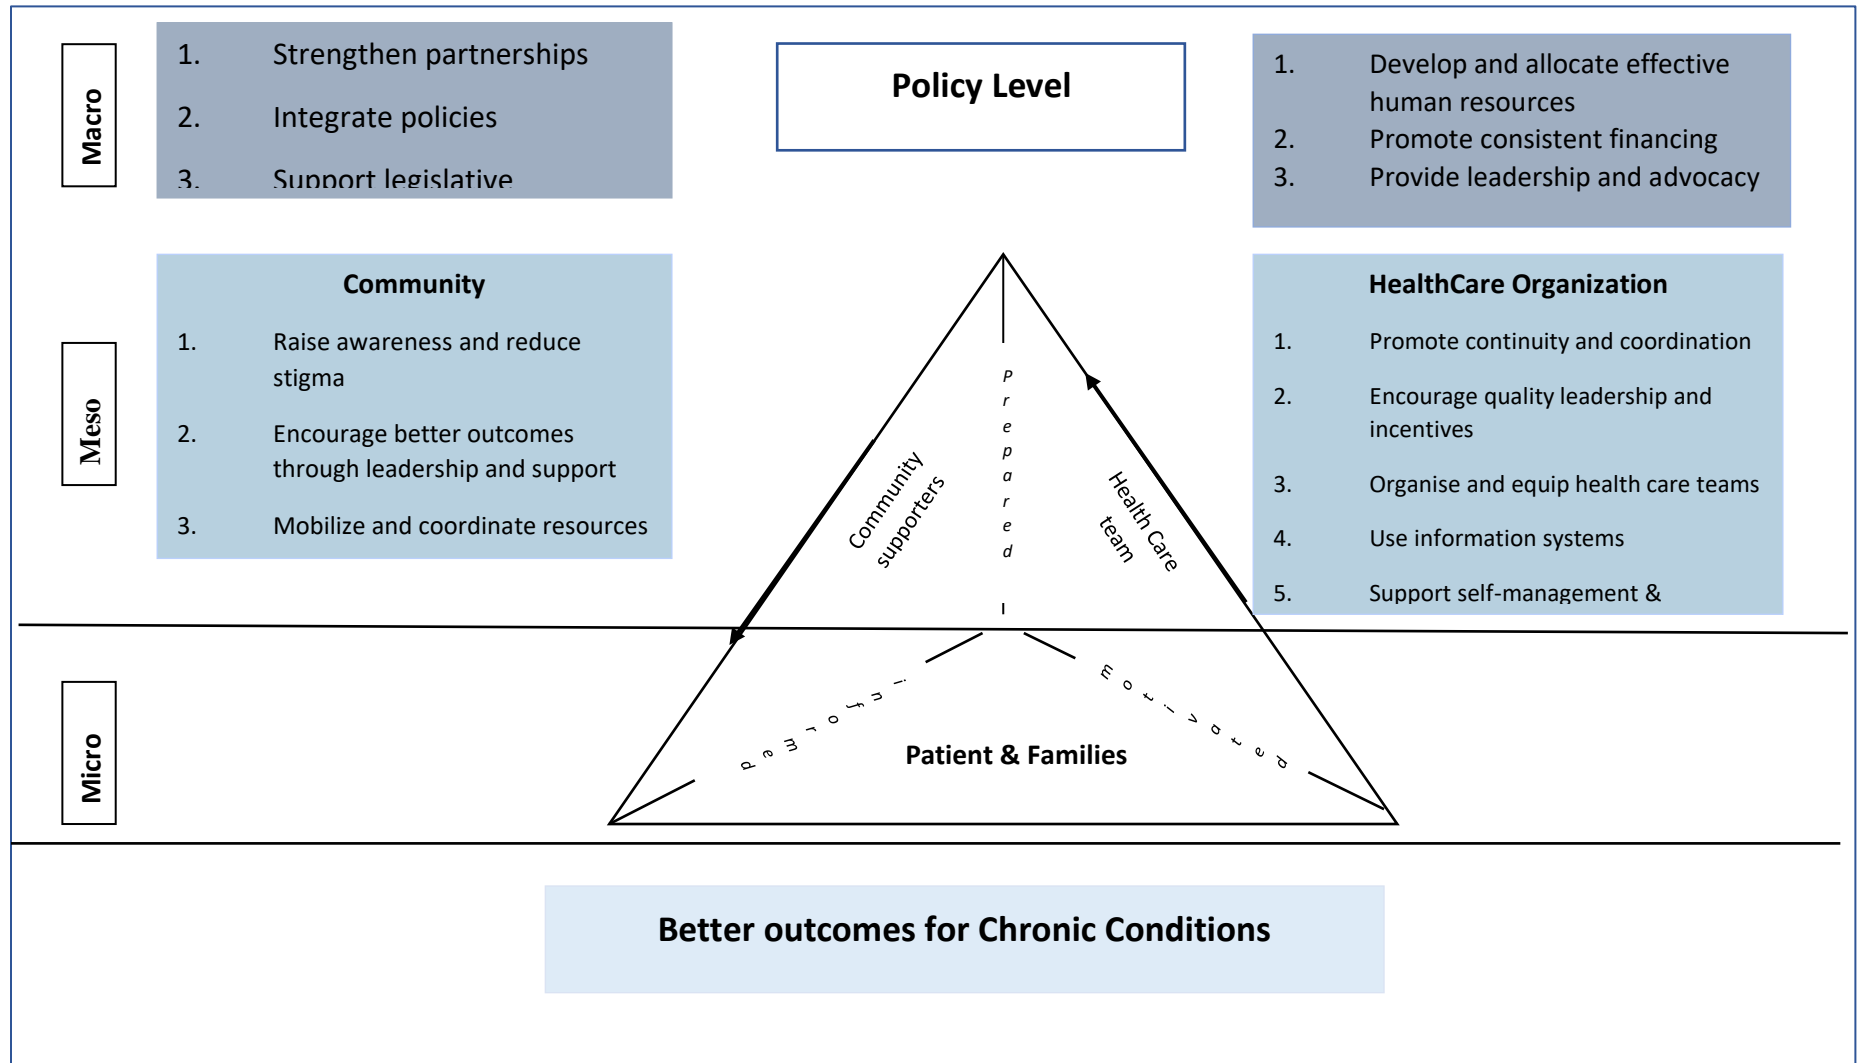 Macro
1. Strengthen partnerships
2. Integrate policies
3. Support legislative
Policy Level
1. Develop and allocate effective
human resources
2. Promote consistent financing
3. Provide leadership and advocacy
Meso
Community
1. Raise awareness and reduce
stigma
2. Encourage better outcomes
through leadership and support
3. Mobilize and coordinate resources
Community
supporters
Prepared
Health Care
team
HealthCare Organization
1. Promote continuity and coordination
2. Encourage quality leadership and
incentives
3. Organise and equip health care teams
4. Use information systems
5. Support self-management &
Micro
informed
motivated
Patient & Families
Better outcomes for Chronic Conditions